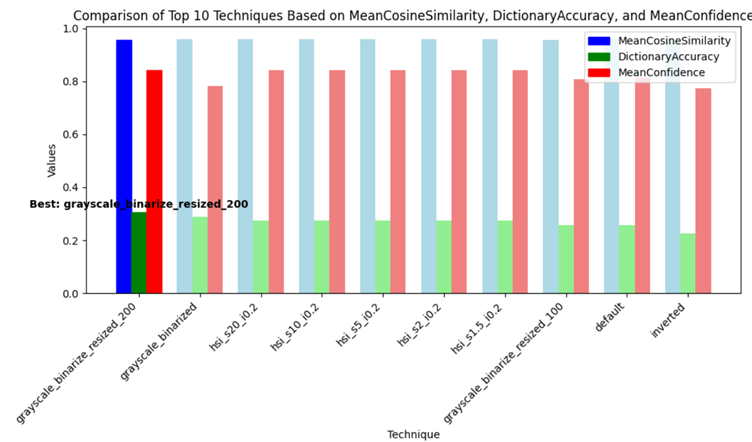 Comparison of Top 10 Techniques Based on MeanCosineSimilarity, DictionaryAccuracy, and MeanConfidence
MeanCosineSimilarity
DictionaryAccuracy
MeanConfidence
Values
1.0
0.8
0.6
0.4
0.2
0.0
Best: grayscale_binarize_resized_200
grayscale_binarize_resized_200
grayscale_binarized
hsi_s20_i0.2
hsi_s10_i0.2
hsi_s5_i0.2
hsi_s2_i0.2
hsi_s1.5_i0.2
grayscale_binarize_resized_100
default
inverted
Technique